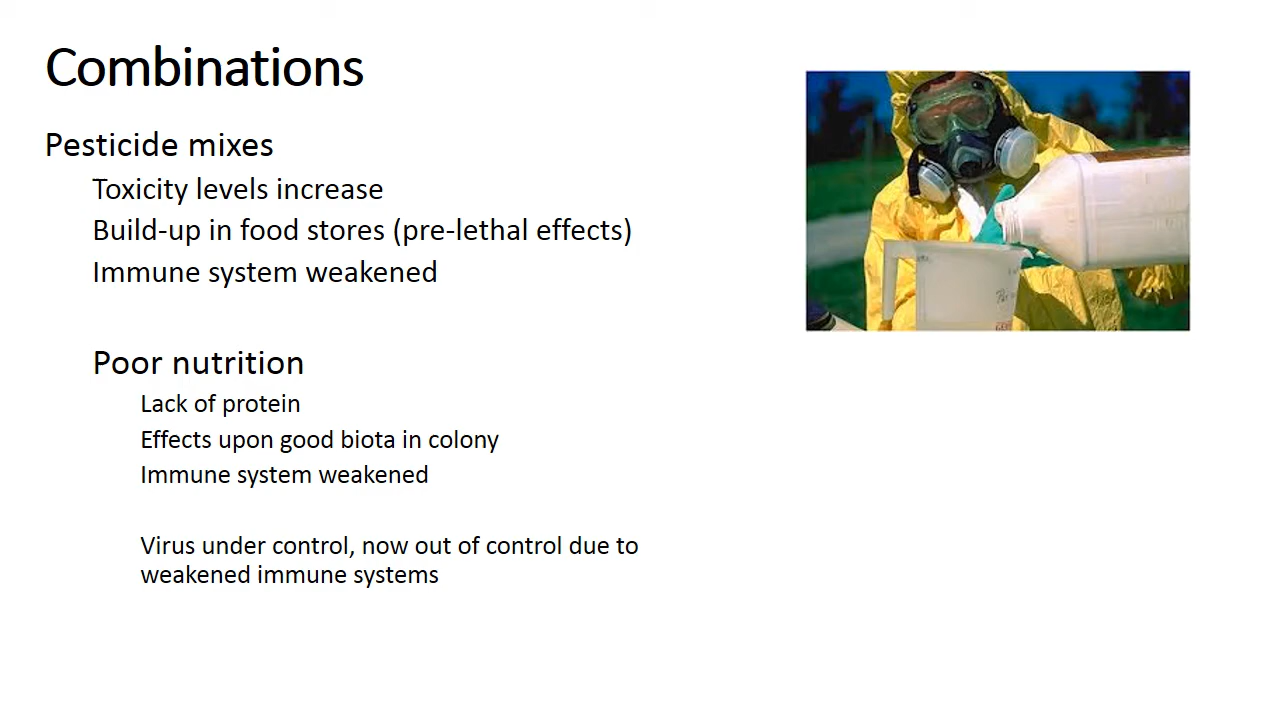 Combinations
Pesticide mixes
Toxicity levels increase
Build-up in food stores (pre-lethal effects)
Immune system weakened
Poor nutrition
Lack of protein
Effects upon good biota in colony
Immune system weakened
Virus under control, now out of control due to
weakened immune systems